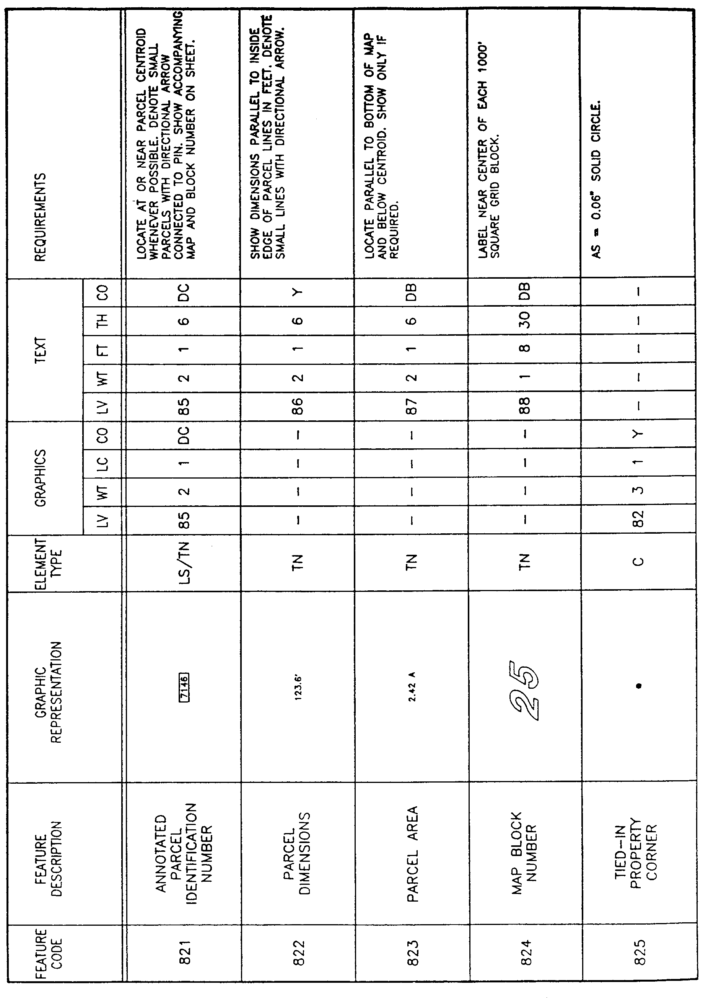 FEATURE
CODE
FEATURE
DESCRIPTION
GRAPHIC
REPRESENTATION
ELEMENT
TYPE
GRAPHICS
LV WT LC CO
TEXT
LV WT FT TH CO
REQUIREMENTS
821
ANNOTATED
PARCEL
IDENTIFICATION
NUMBER
7146
LS/TN
85 2 1 DC
85 2 1 6 DC
LOCATE AT OR NEAR PARCEL CENTROID
WHENEVER POSSIBLE. DENOTE SMALL
PARCELS WITH DIRECTIONAL ARROW
CONNECTED TO PIN. SHOW ACCOMPANYING
MAP AND BLOCK NUMBER ON SHEET.
822
PARCEL
DIMENSIONS
123.6'
TN
– – – –
86 2 1 6 Y
SHOW DIMENSIONS PARALLEL TO INSIDE
EDGE OF PARCEL LINES IN FEET. DENOTE
SMALL LINES WITH DIRECTIONAL ARROW.
823
PARCEL AREA
2.42 A
TN
– – – –
87 2 1 6 DB
LOCATE PARALLEL TO BOTTOM OF MAP
AND BELOW CENTROID. SHOW ONLY IF
REQUIRED.
824
MAP BLOCK
NUMBER
25
TN
– – – –
88 1 8 30 DB
LABEL NEAR CENTER OF EACH 1000'
SQUARE GRID BLOCK.
825
TIED–IN
PROPERTY
CORNER
C
82 3 1 Y
– – – – –
AS = 0.06" SOLID CIRCLE.